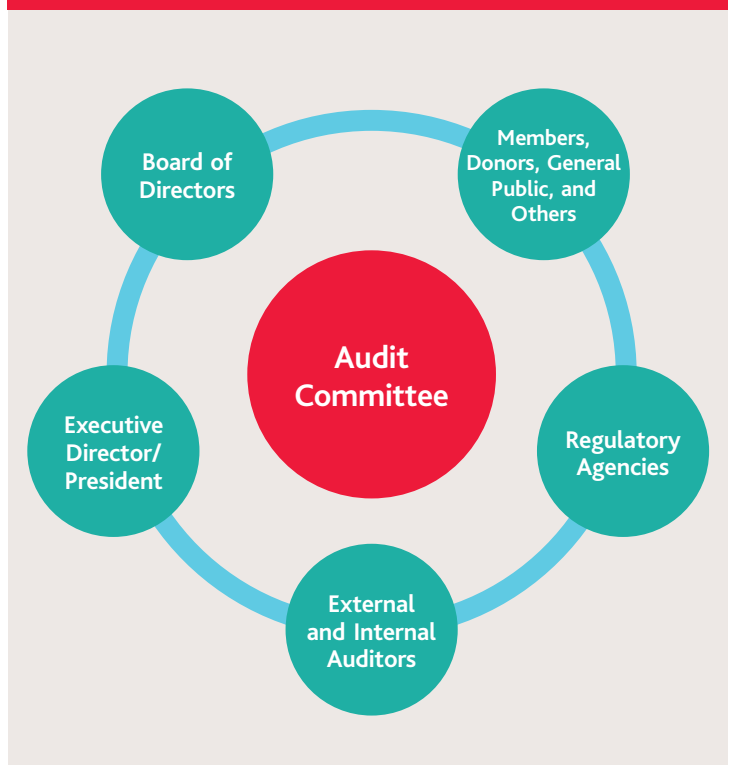 Board of
Directors
Members,
Donors, General
Public, and
Others
Audit
Committee
Executive
Director/
President
Regulatory
Agencies
External
and Internal
Auditors